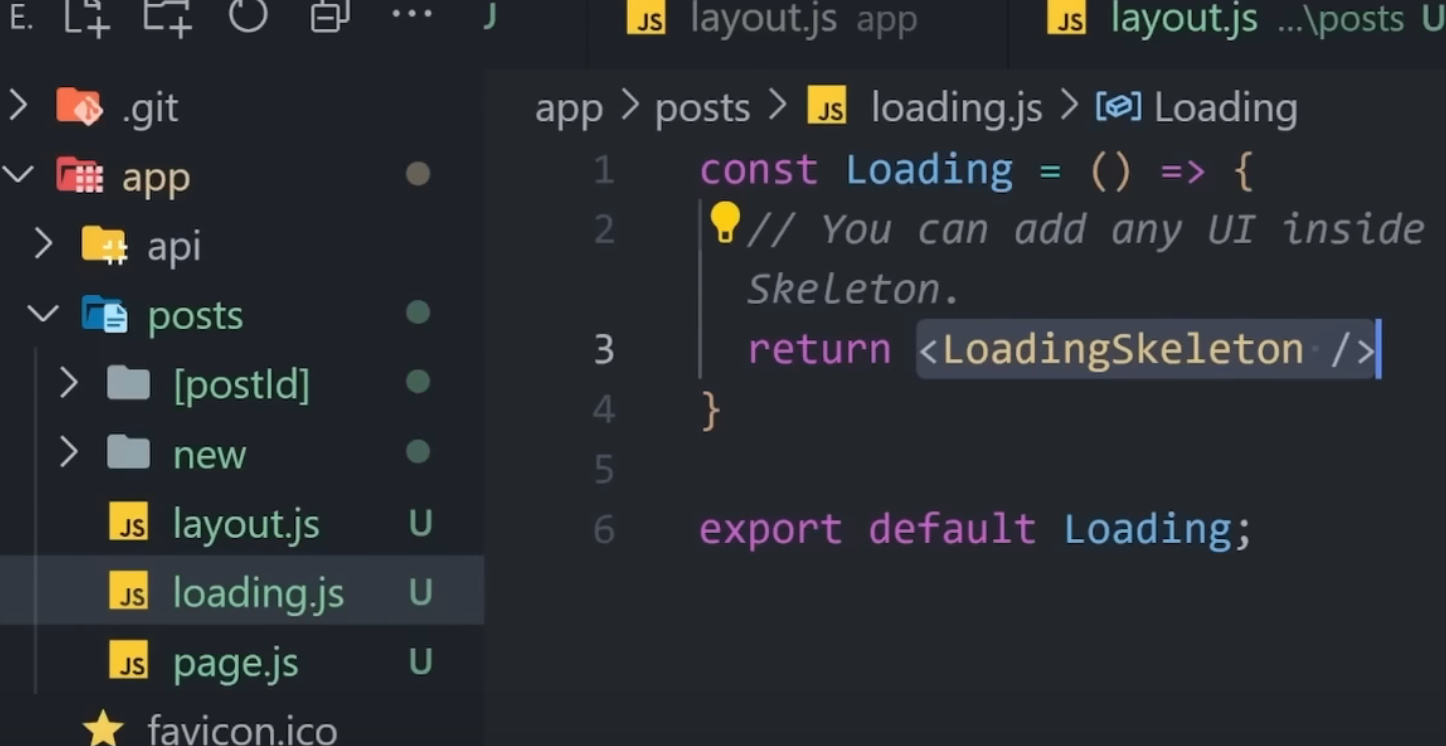 E. ...
J
JS layout.js app
JS layout.js ...\posts U
.git
app
api
posts
[postId]
new
JS layout.js U
JS loading.js U
JS page.js U
favicon.ico
app > posts > JS loading.js > Loading
1 const Loading = () => {
2 // You can add any UI inside
Skeleton.
3 return <LoadingSkeleton />
4 }
5
6 export default Loading;